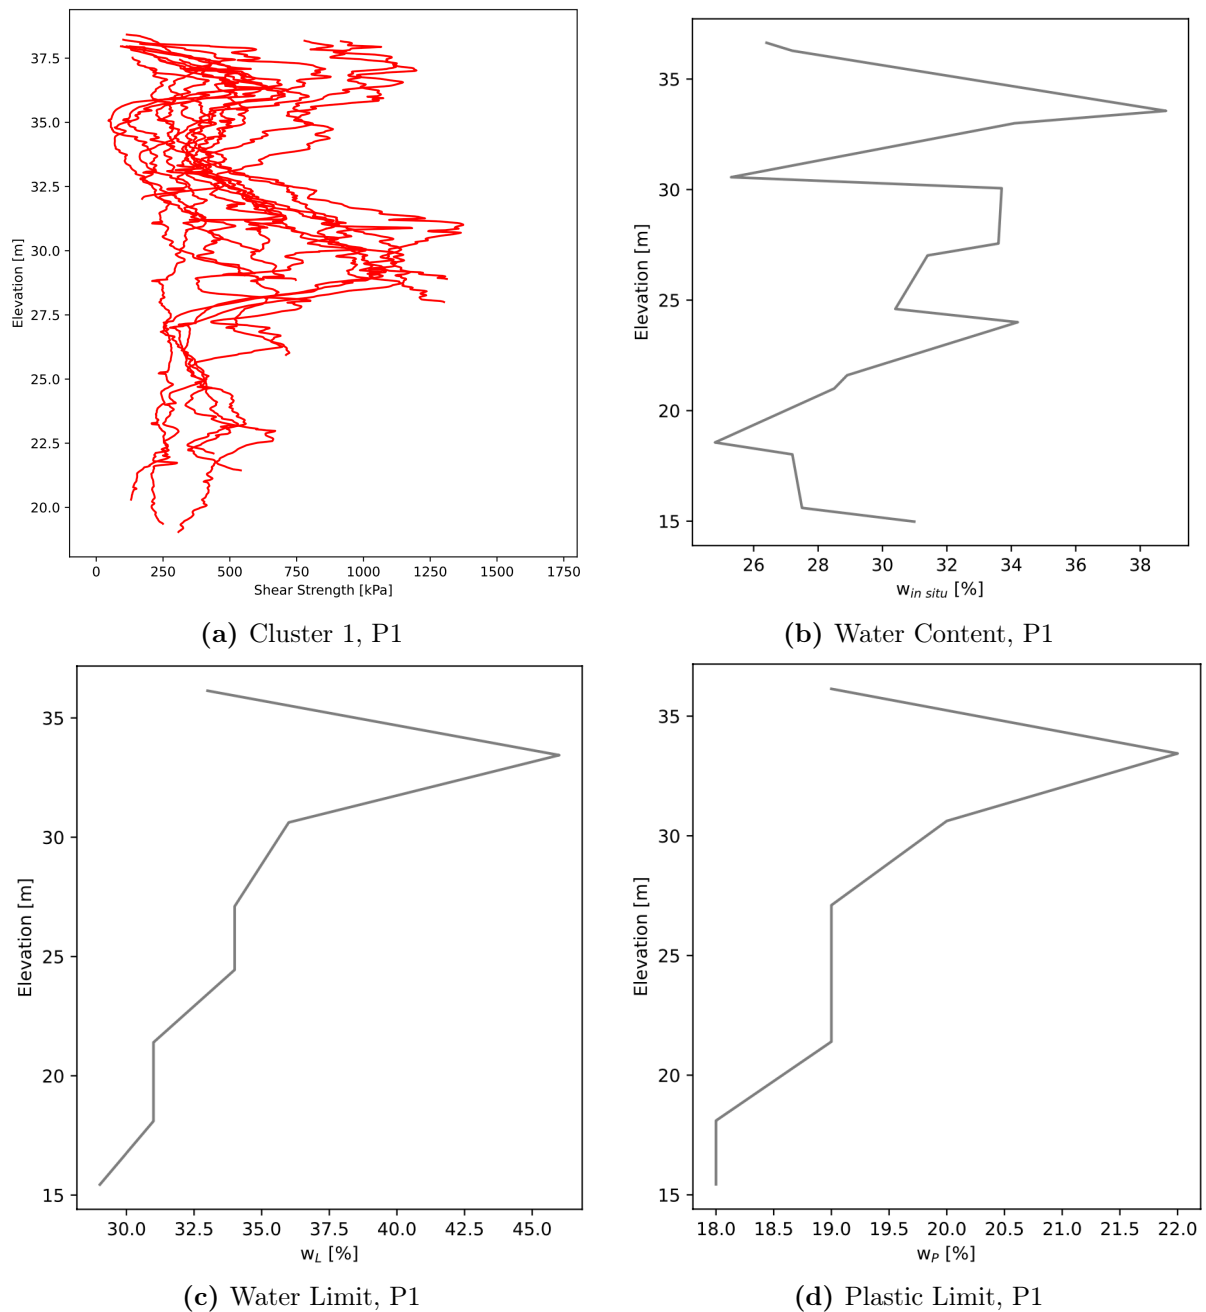 37.5
35.0
32.5
30.0
27.5
25.0
22.5
20.0
Elevation [m]
0 250 500 750 1000 1250 1500 1750
Shear Strength [kPa]
(a) Cluster 1, P1
35
30
25
20
15
Elevation [m]
26 28 30 32 34 36 38
w in situ [%]
(b) Water Content, P1
35
30
25
20
15
Elevation [m]
30.0 32.5 35.0 37.5 40.0 42.5 45.0
w_L [%]
(c) Water Limit, P1
35
30
25
20
15
Elevation [m]
18.0 18.5 19.0 19.5 20.0 20.5 21.0 21.5 22.0
w_P [%]
(d) Plastic Limit, P1